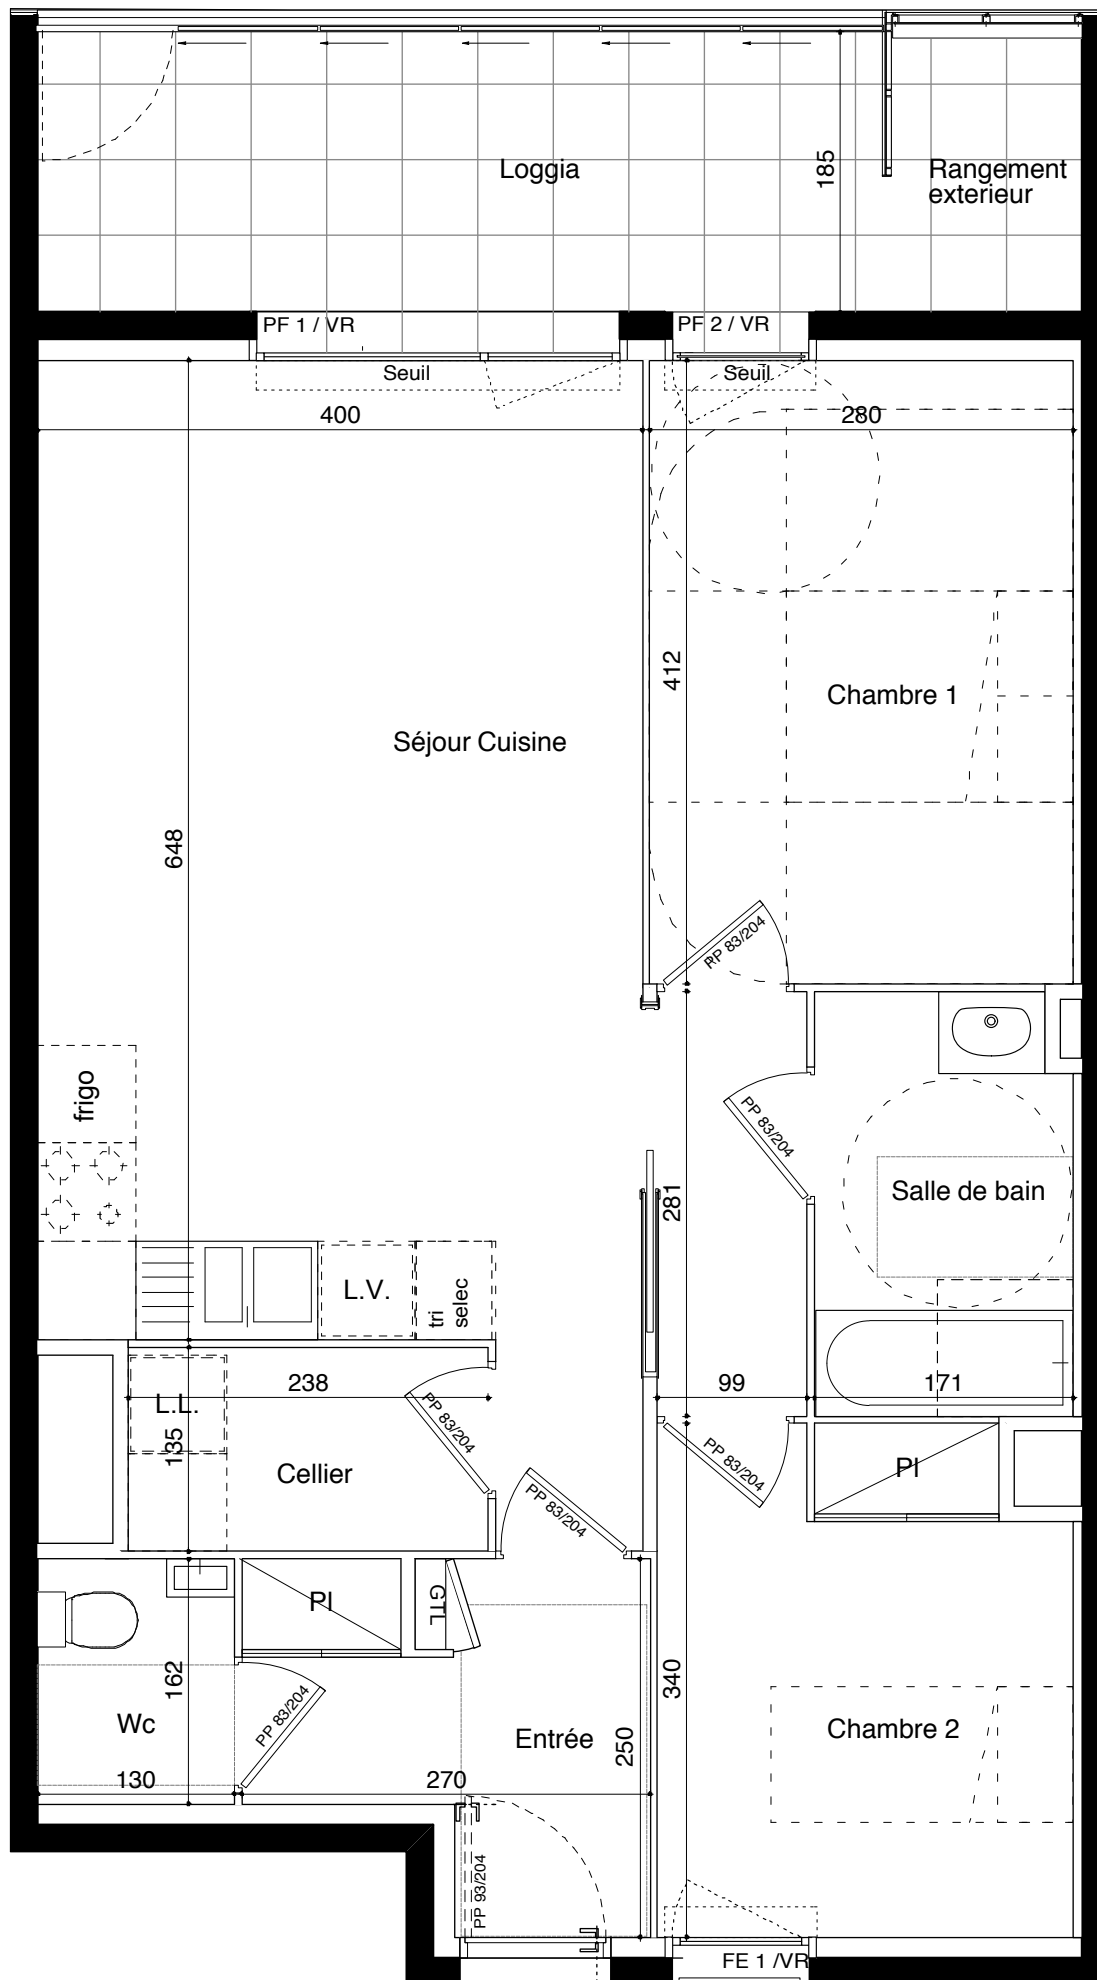 Loggia
185
Rangement
exterieur
PF 1 / VR
PF 2 / VR
Seuil
Seuil
400
280
412
Chambre 1
Séjour Cuisine
648
PP 83/204
frigo
PP 83/204
281
Salle de bain
L.V.
tri
selec
238
99
171
L.L.
PP 83/204
135
Cellier
PP 83/204
Pl
PP 83/204
Pl
GTL
162
PP 83/204
340
Wc
Entrée
250
Chambre 2
130
270
PP 93/204
FE 1 /VR